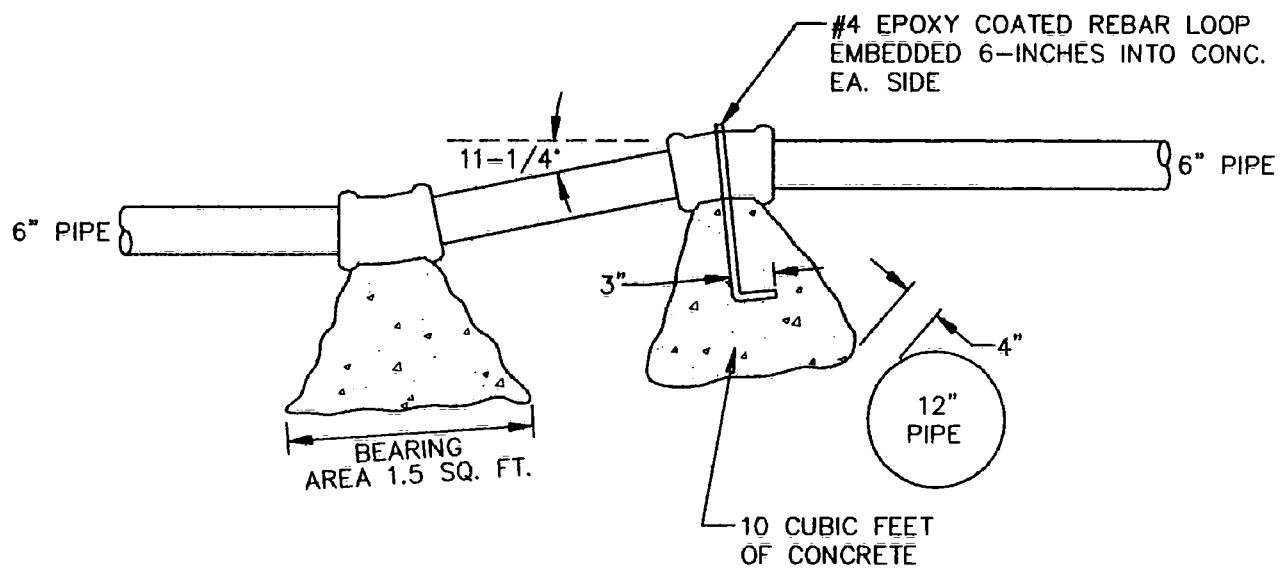 #4 EPOXY COATED REBAR LOOP
EMBEDDED 6-INCHES INTO CONC.
EA. SIDE
11-1/4°
6" PIPE
6" PIPE
3"
4"
12"
PIPE
BEARING
AREA 1.5 SQ. FT.
10 CUBIC FEET
OF CONCRETE